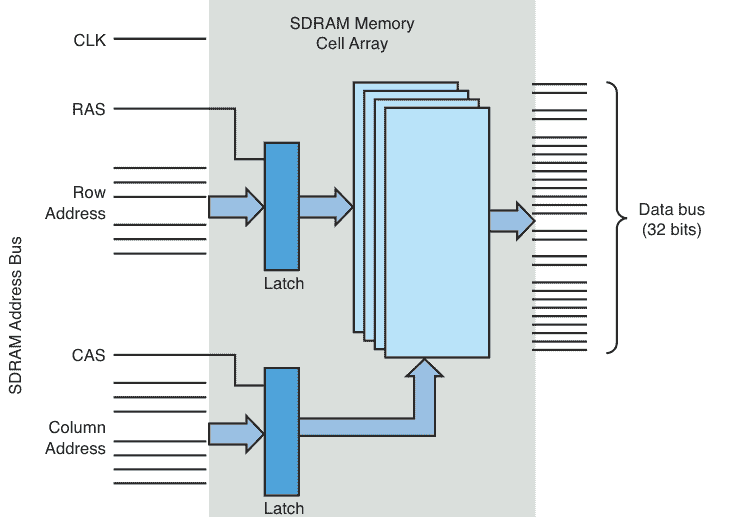 SDRAM Memory
Cell Array
CLK
RAS
Row
Address
Latch
Data bus
(32 bits)
SDRAM Address Bus
CAS
Column
Address
Latch